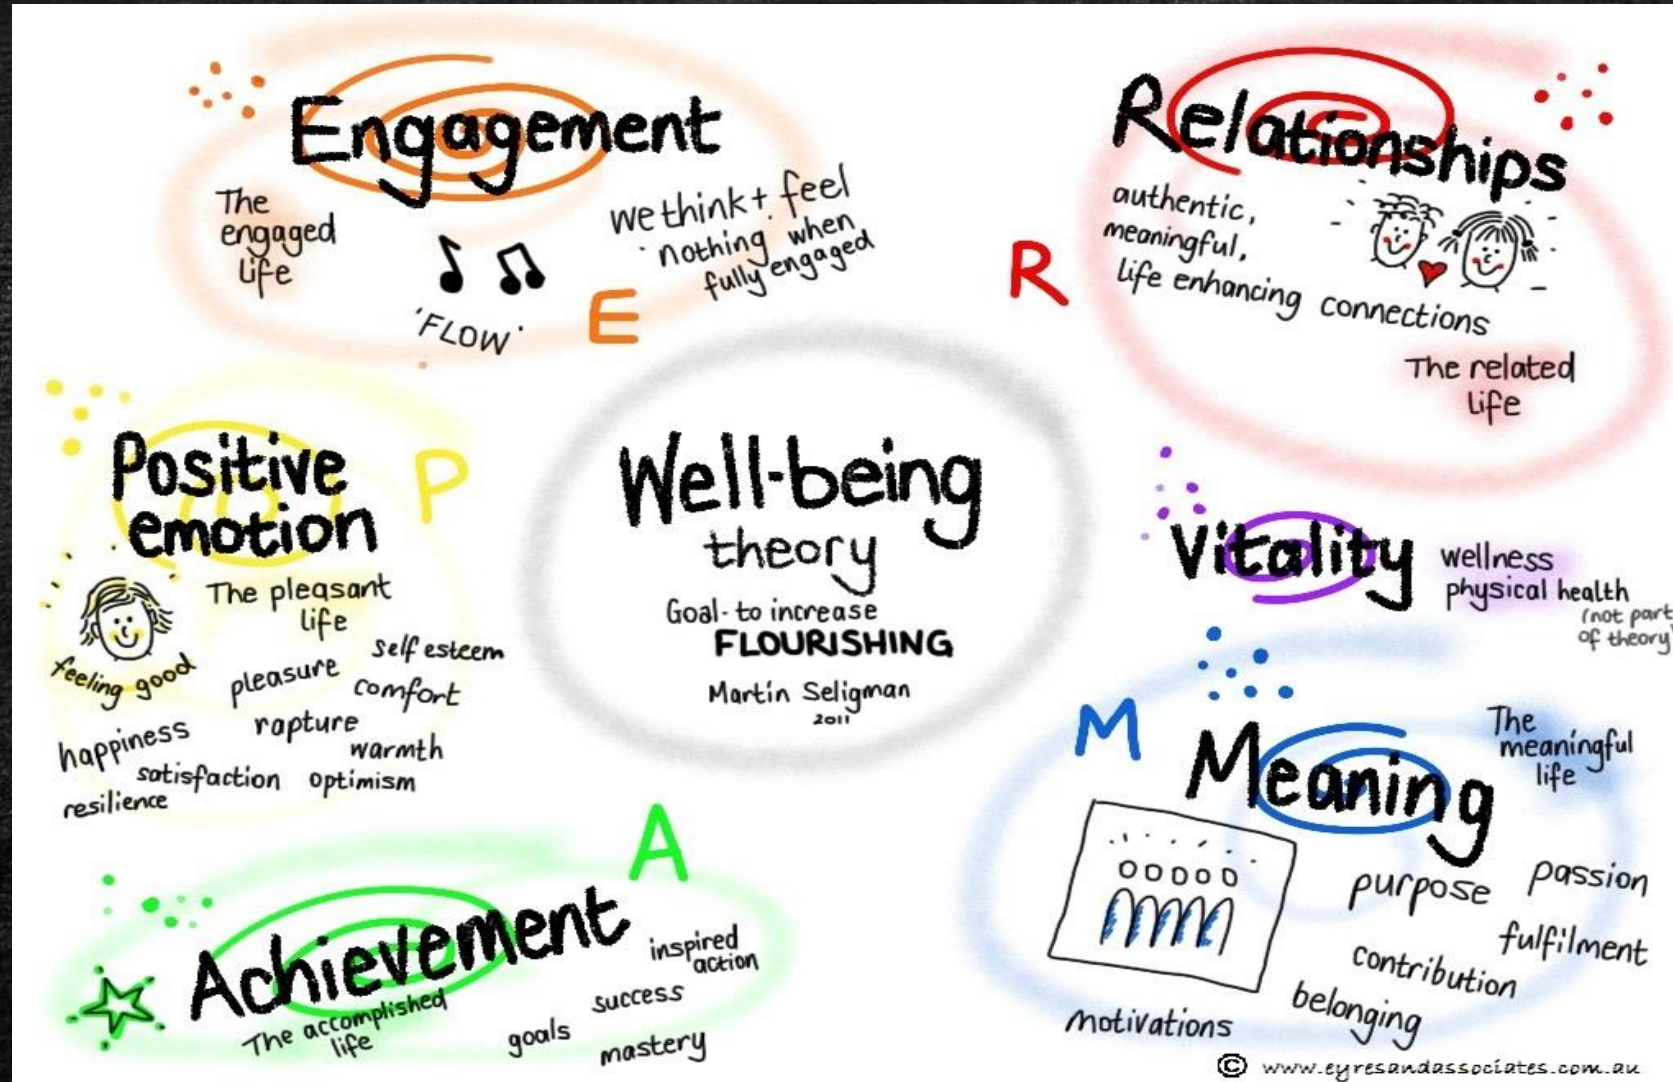 Engagement
The
engaged
life
'FLOW'
we think + feel
nothing when
fully engaged
E
Relationships
R
authentic,
meaningful,
life enhancing connections
The related
life
Positive
emotion
P
The pleasant
life
feeling good
self esteem
pleasure
comfort
happiness
rapture
warmth
satisfaction
optimism
resilience
Well-being
theory
Goal - to increase
FLOURISHING
Martin Seligman
2011
Vitality
wellness
physical health
(not part
of theory)
M
Meaning
The
meaningful
life
purpose
passion
fulfilment
contribution
belonging
motivations
A
Achievement
The accomplished
life
inspired
action
success
goals
mastery
© www.eyresandassociates.com.au